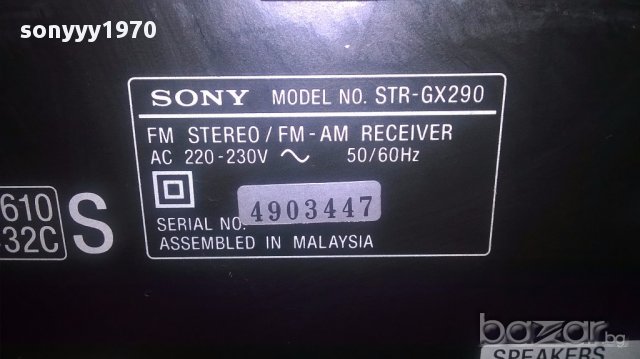 sonyyy1970
SONY MODEL NO. STR-GX290
FM STEREO / FM-AM RECEIVER
AC 220-230V ~ 50/60Hz
SERIAL NO. 4903447
ASSEMBLED IN MALAYSIA
610
32C
S
bazar.bg
SPEAKERS